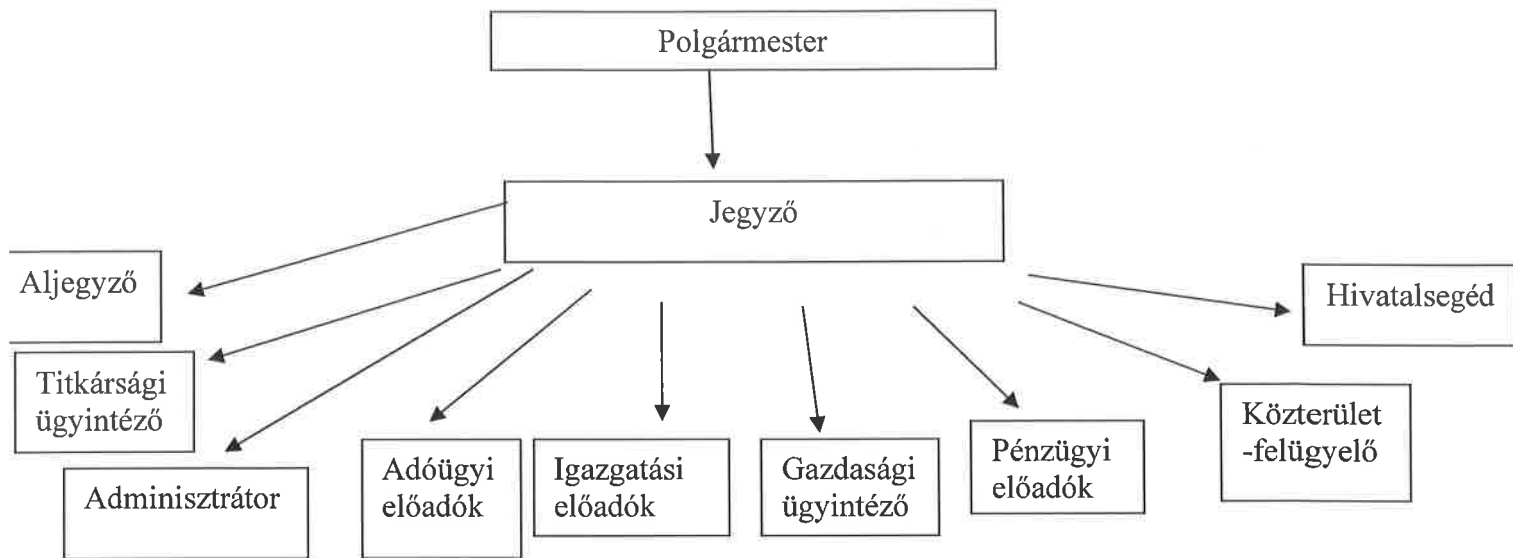 Polgármester
Jegyző
Aljegyző
Hivatalsegéd
Titkársági
ügyintéző
Közterület
-felügyelő
Adminisztrátor
Adóügyi
előadók
Igazgatási
előadók
Gazdasági
ügyintéző
Pénzügyi
előadók